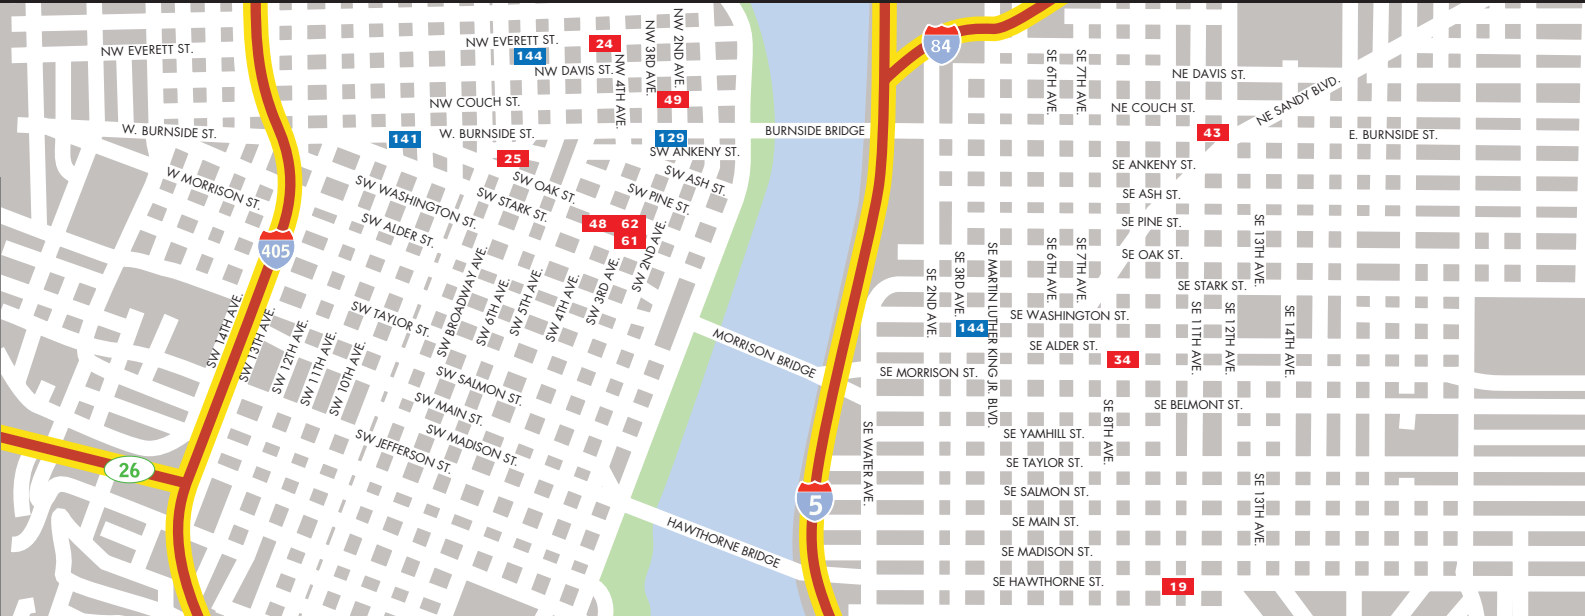 NW EVERETT ST.
NW EVERETT ST.
24
144
NW DAVIS ST.
NW 4TH AVE.
NW 3RD AVE.
NW 2ND AVE.
NW COUCH ST.
49
W. BURNSIDE ST.
141
W. BURNSIDE ST.
129
BURNSIDE BRIDGE
25
SW ANKENY ST.
W MORRISON ST.
SW WASHINGTON ST.
SW OAK ST.
SW ASH ST.
SW STARK ST.
SW PINE ST.
SW ALDER ST.
48
62
61
405
SW 2ND AVE.
SW 3RD AVE.
SW 4TH AVE.
SW 5TH AVE.
SW 6TH AVE.
SW BROADWAY AVE.
SW 14TH AVE.
SW 13TH AVE.
SW 12TH AVE.
SW 11TH AVE.
SW 10TH AVE.
SW TAYLOR ST.
SW SALMON ST.
SW MAIN ST.
SW MADISON ST.
SW JEFFERSON ST.
26
MORRISON BRIDGE
HAWTHORNE BRIDGE
5
84
SE 6TH AVE.
SE 7TH AVE.
NE DAVIS ST.
NE SANDY BLVD.
NE COUCH ST.
43
E. BURNSIDE ST.
SE ANKENY ST.
SE ASH ST.
SE PINE ST.
SE 13TH AVE.
SE OAK ST.
SE 2ND AVE.
SE 3RD AVE.
SE MARTIN LUTHER KING JR. BLVD.
SE 6TH AVE.
SE 7TH AVE.
SE STARK ST.
SE WASHINGTON ST.
144
SE 11TH AVE.
SE 12TH AVE.
SE 14TH AVE.
SE ALDER ST.
34
SE MORRISON ST.
SE BELMONT ST.
SE 8TH AVE.
SE WATER AVE.
SE YAMHILL ST.
SE TAYLOR ST.
SE SALMON ST.
SE 13TH AVE.
SE MAIN ST.
SE MADISON ST.
SE HAWTHORNE ST.
19